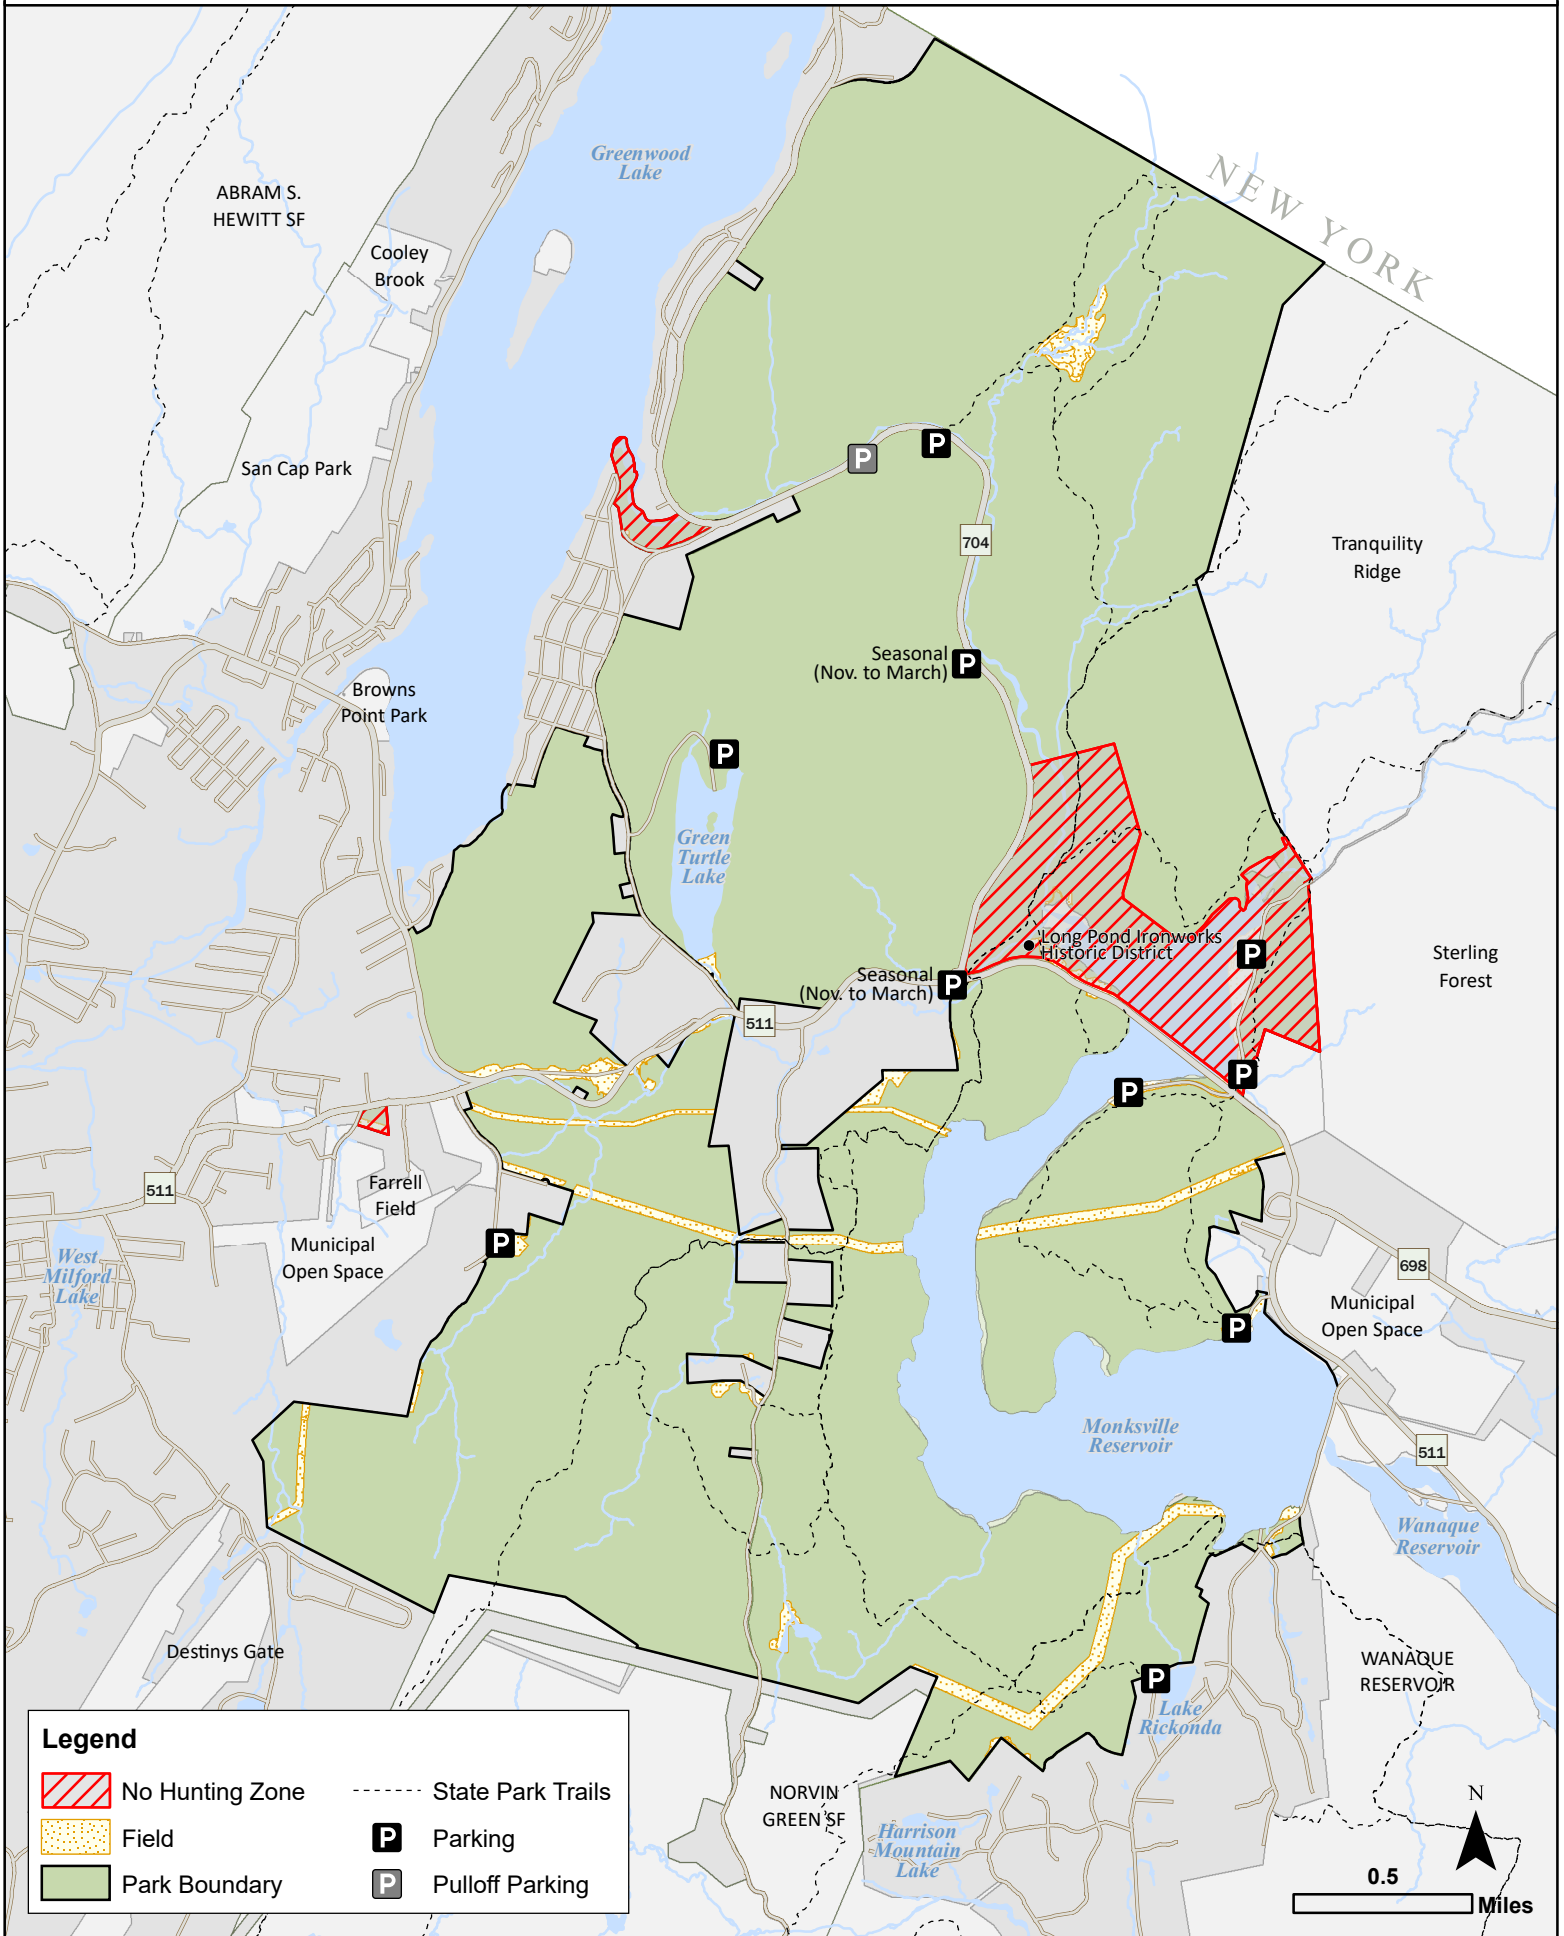 NEW YORK
Greenwood
Lake
ABRAM S.
HEWITT SF
Cooley
Brook
San Cap Park
P
P
704
Tranquility
Ridge
Seasonal
(Nov. to March)
P
Browns
Point Park
P
Green
Turtle
Lake
Long Pond Ironworks
Historic District
P
Sterling
Forest
Seasonal
(Nov. to March)
P
511
P
P
Farrell
Field
511
Municipal
Open Space
P
West
Milford
Lake
698
Municipal
Open Space
P
Monksville
Reservoir
511
Wanaque
Reservoir
Destinys Gate
WANAQUE
RESERVOIR
P
Lake
Rickonda
NORVIN
GREEN SF
Harrison
Mountain
Lake
Legend
No Hunting Zone
State Park Trails
Field
P
Parking
Park Boundary
P
Pulloff Parking
N
0.5
Miles